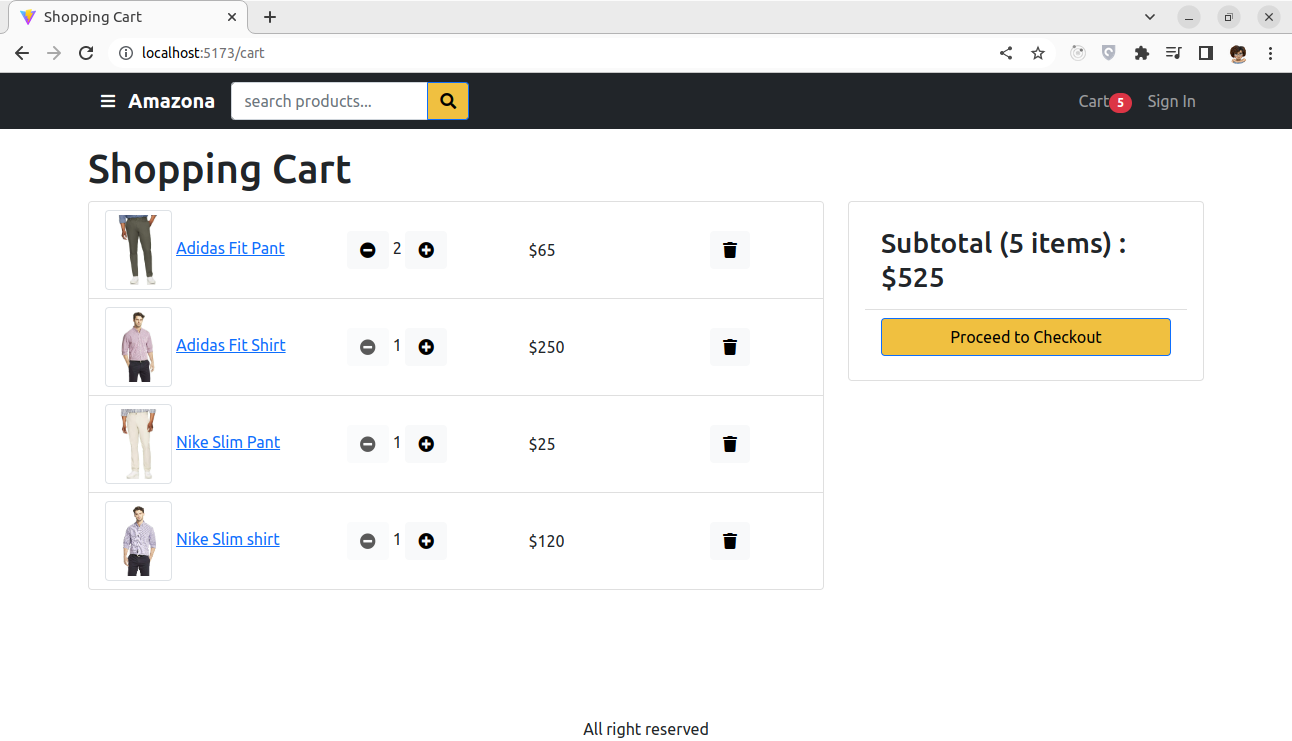 Shopping Cart
localhost:5173/cart
Amazona
search products...
Cart 5
Sign In
Shopping Cart
Adidas Fit Pant
2
$65
Adidas Fit Shirt
1
$250
Nike Slim Pant
1
$25
Nike Slim shirt
1
$120
Subtotal (5 items) :
$525
Proceed to Checkout
All right reserved